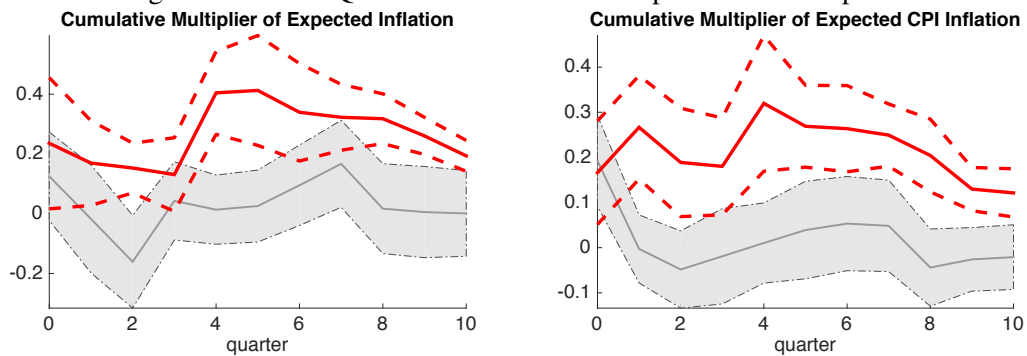 Cumulative Multiplier of Expected Inflation
0.4
0.2
0
-0.2
0 2 4 6 8 10
quarter
Cumulative Multiplier of Expected CPI Inflation
0.4
0.3
0.2
0.1
0
-0.1
0 2 4 6 8 10
quarter